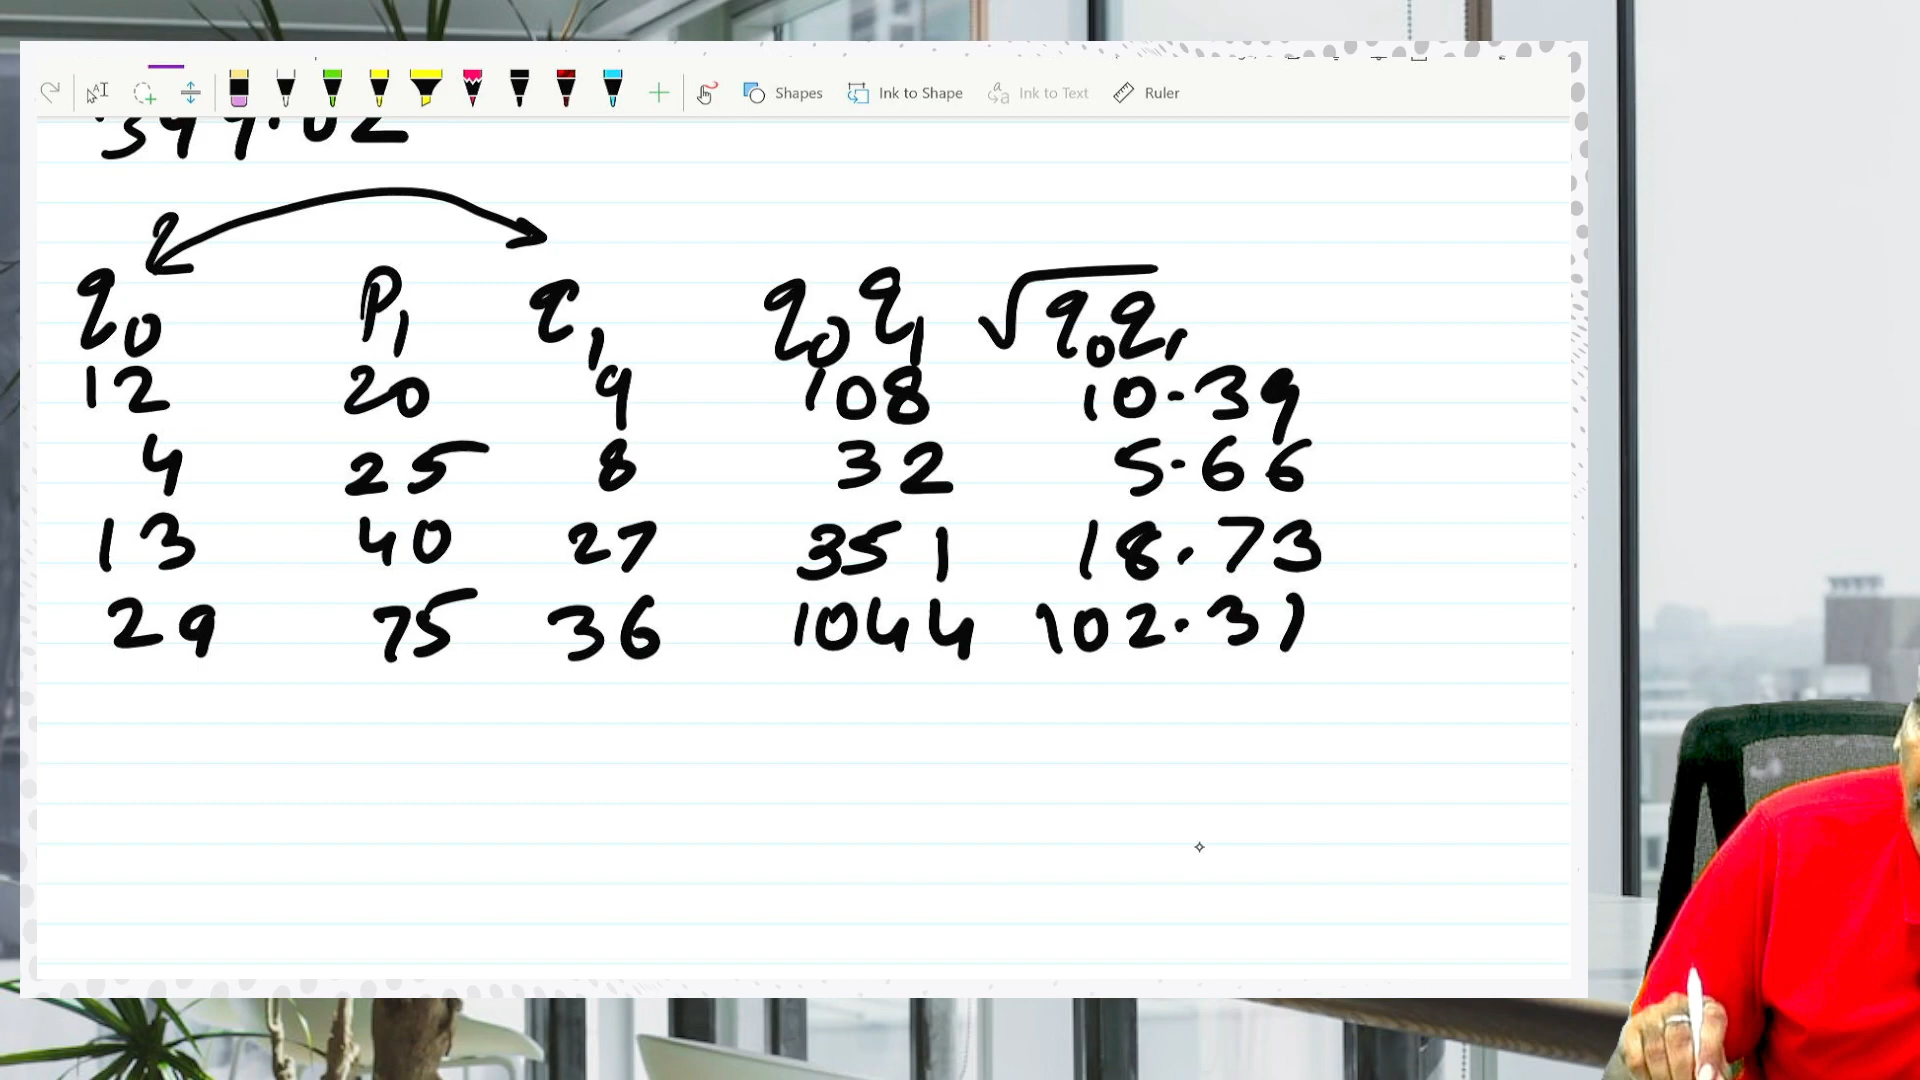 Shapes Ink to Shape Ink to Text Ruler
q0 P1 q1 q0q1 √q0q1
12 20 9 108 10.39
4 25 8 32 5.66
13 40 27 351 18.73
29 75 36 1044 102.31